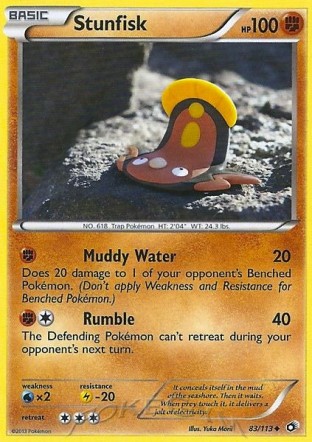 BASIC
Stunfisk
HP100
NO. 618 Trap Pokémon HT: 2'04" WT: 24.3 lbs.
Muddy Water 20
Does 20 damage to 1 of your opponent's Benched
Pokémon. (Don't apply Weakness and Resistance for
Benched Pokémon.)
Rumble 40
The Defending Pokémon can't retreat during your
opponent's next turn.
weakness
×2
resistance
-20
retreat
It conceals itself in the mud
of the seashore. Then it waits.
When prey touch it, it delivers a
jolt of electricity.
Illus. Yuka Morii
83/113
©2013 Pokémon